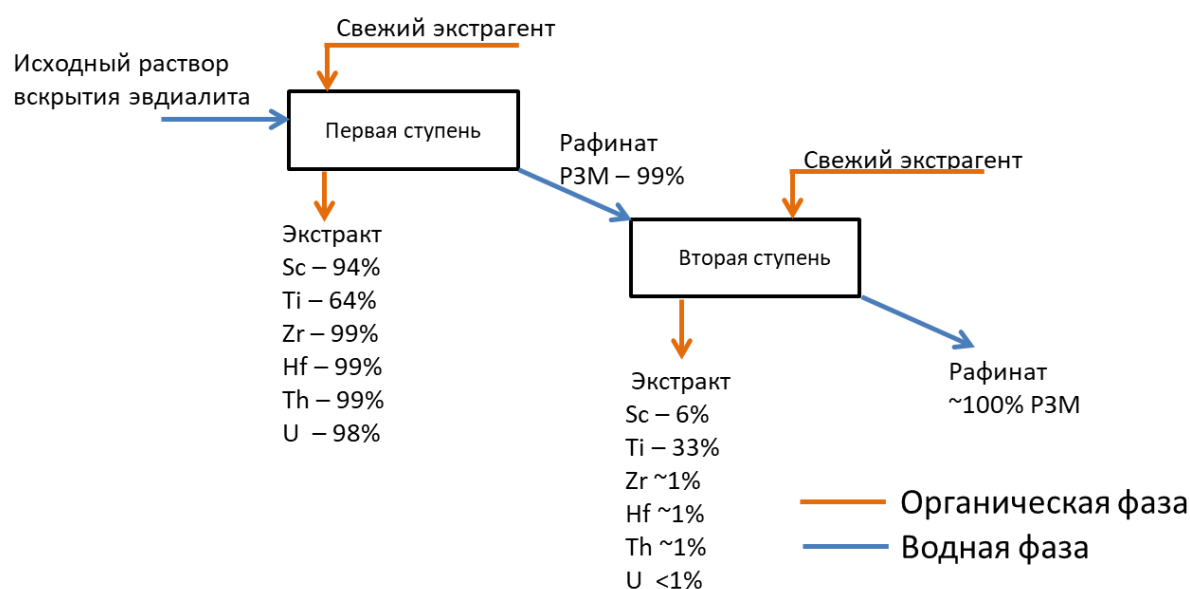 Свежий экстрагент
Исходный раствор
вскрытия эвдиалита
Первая ступень
Рафинат
РЗМ – 99%
Свежий экстрагент
Экстракт
Sc – 94%
Ti – 64%
Zr – 99%
Hf – 99%
Th – 99%
U – 98%
Вторая ступень
Экстракт
Sc – 6%
Ti – 33%
Zr ~1%
Hf ~1%
Th ~1%
U <1%
Рафинат
~100% РЗМ
Органическая фаза
Водная фаза